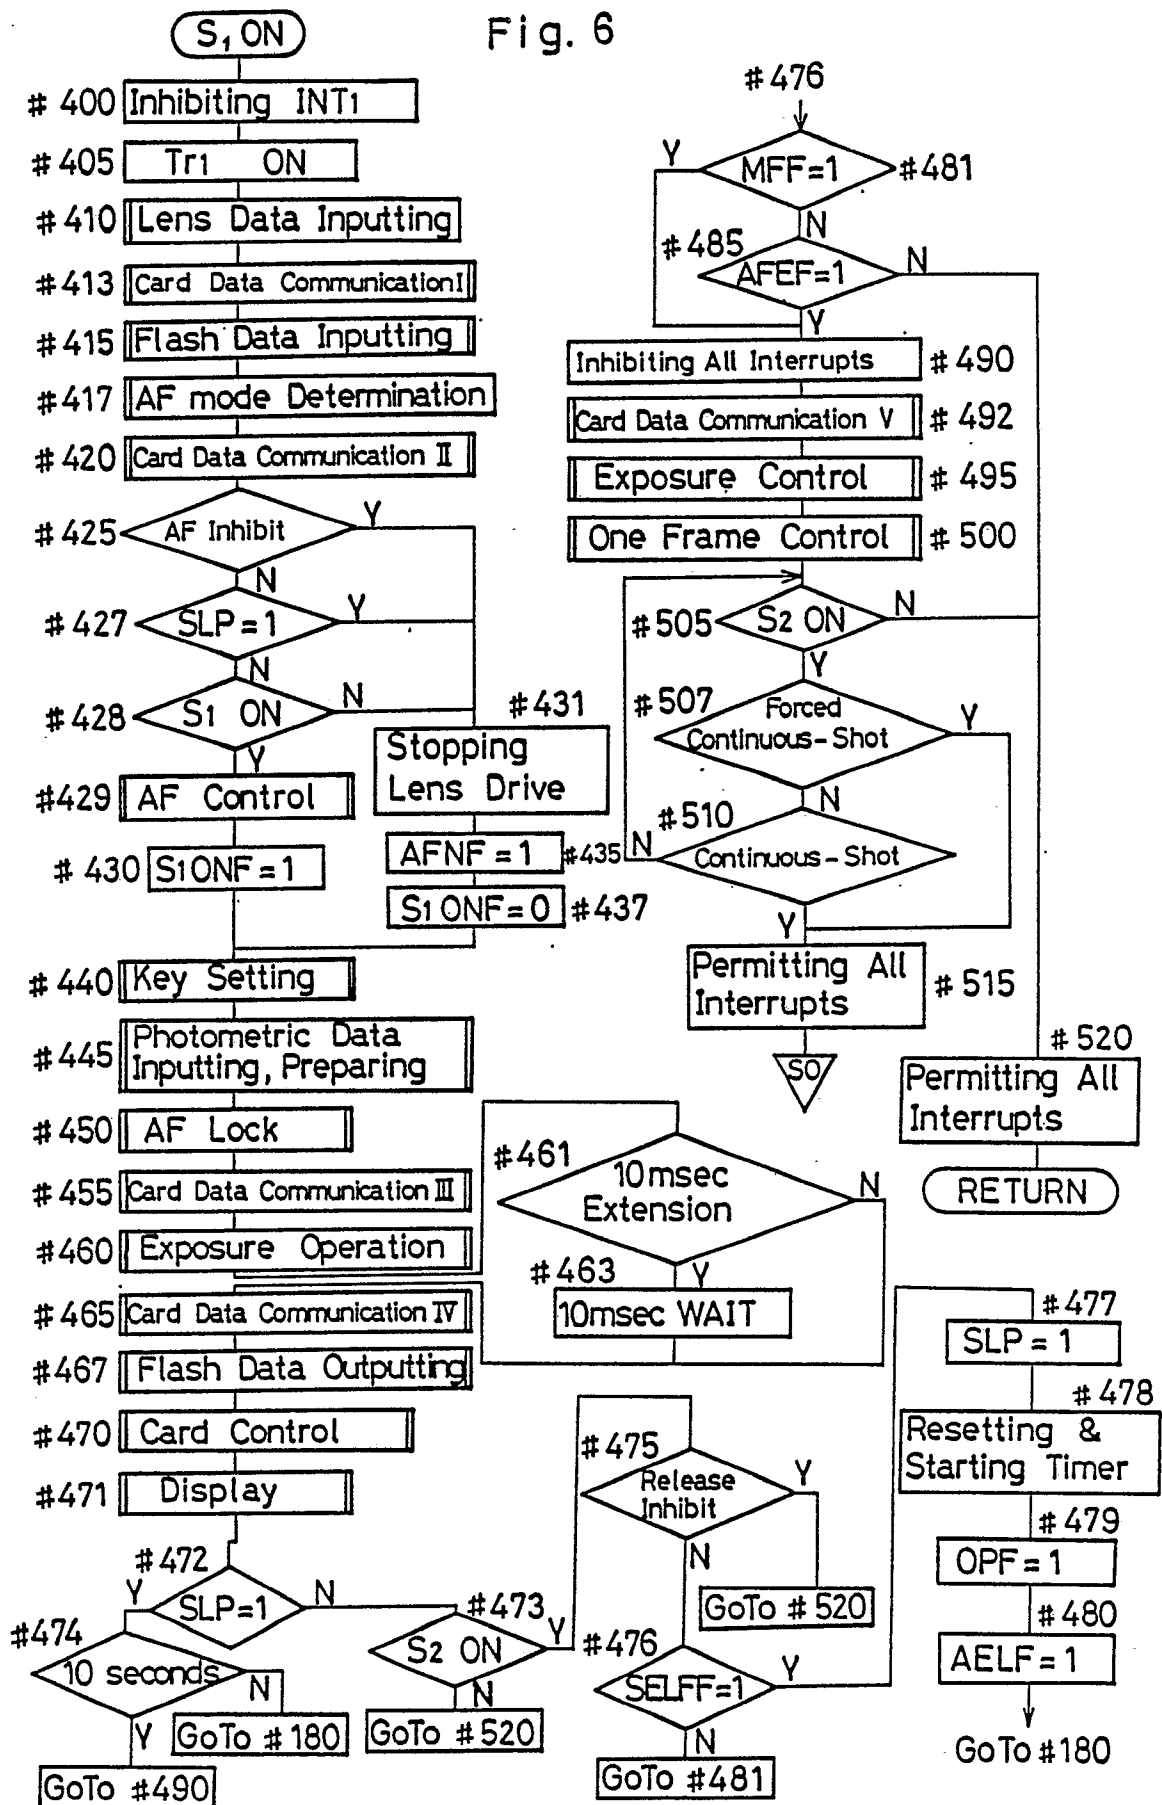 Fig. 6
S1 ON
# 400 Inhibiting INT1
# 405 Tr1 ON
# 410 Lens Data Inputting
# 413 Card Data Communication I
# 415 Flash Data Inputting
# 417 AF mode Determination
# 420 Card Data Communication II
# 425 AF Inhibit
Y
N
# 427 SLP = 1
Y
N
# 428 S1 ON
N
Y
# 431
Stopping
Lens Drive
#429 AF Control
AFNF = 1 #435
# 430 S1ONF = 1
S1 ONF = 0 #437
# 440 Key Setting
# 445 Photometric Data
Inputting, Preparing
# 450 AF Lock
# 455 Card Data Communication III
# 460 Exposure Operation
# 461
10msec
Extension
N
Y
# 463
10msec WAIT
# 465 Card Data Communication IV
# 467 Flash Data Outputting
# 470 Card Control
# 471 Display
# 472
SLP=1
Y
N
# 474
10 seconds
N
GoTo # 180
Y
GoTo #490
# 473
S2 ON
Y
N
GoTo # 520
# 475
Release
Inhibit
Y
GoTo # 520
N
# 476
SELFF=1
Y
N
GoTo #481
# 477
SLP = 1
# 478
Resetting &
Starting Timer
# 479
OPF = 1
# 480
AELF = 1
GoTo #180
# 476
Y
MFF=1 #481
N
# 485
AFEF=1
N
Y
Inhibiting All Interrupts # 490
Card Data Communication V # 492
Exposure Control # 495
One Frame Control # 500
# 505 S2 ON
N
Y
# 507
Forced
Continuous-Shot
Y
N
# 510
N
Continuous-Shot
Y
Permitting All
Interrupts
# 515
SO
# 520
Permitting All
Interrupts
RETURN